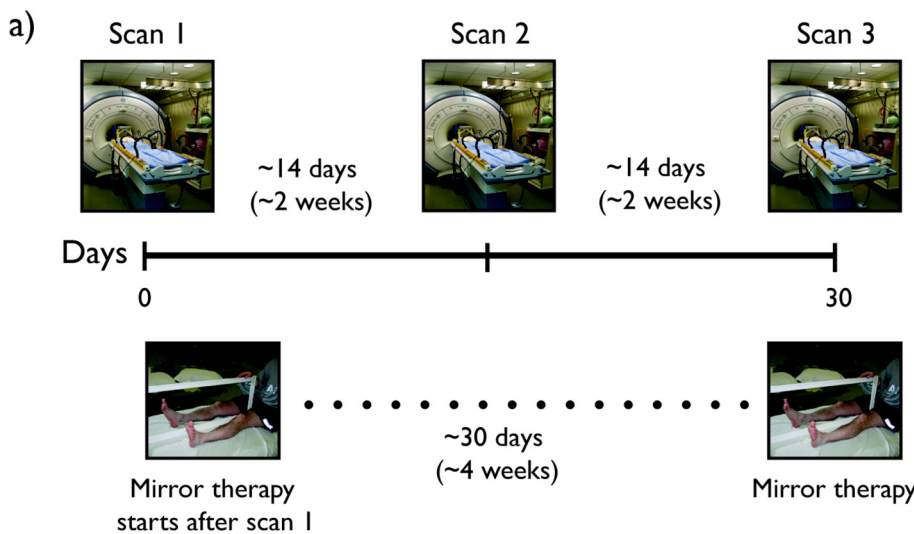 a)
Scan 1
Scan 2
Scan 3
~14 days
(~2 weeks)
~14 days
(~2 weeks)
Days
0
30
~30 days
(~4 weeks)
Mirror therapy
starts after scan 1
Mirror therapy